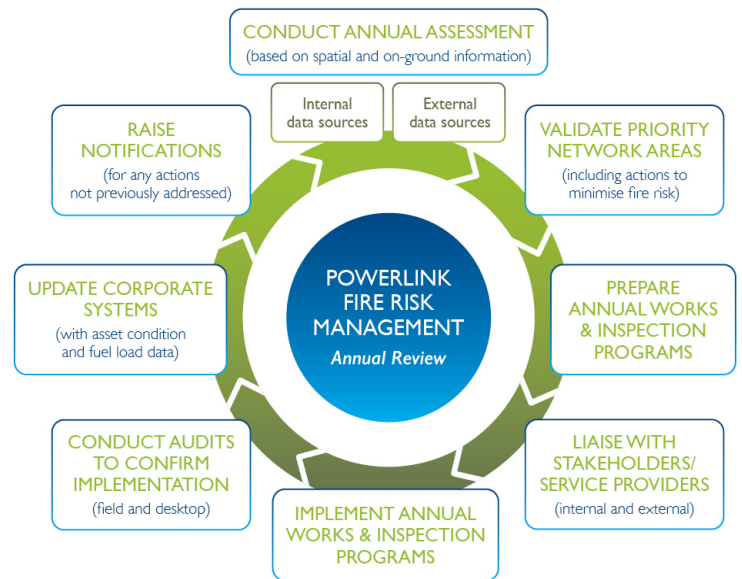 CONDUCT ANNUAL ASSESSMENT
(based on spatial and on-ground information)
Internal
data sources
External
data sources
VALIDATE PRIORITY
NETWORK AREAS
(including actions to
minimise fire risk)
PREPARE
ANNUAL WORKS
& INSPECTION
PROGRAMS
LIAISE WITH
STAKEHOLDERS/
SERVICE PROVIDERS
(internal and external)
IMPLEMENT ANNUAL
WORKS & INSPECTION
PROGRAMS
CONDUCT AUDITS
TO CONFIRM
IMPLEMENTATION
(field and desktop)
UPDATE CORPORATE
SYSTEMS
(with asset condition
and fuel load data)
RAISE
NOTIFICATIONS
(for any actions
not previously addressed)
POWERLINK
FIRE RISK
MANAGEMENT
Annual Review